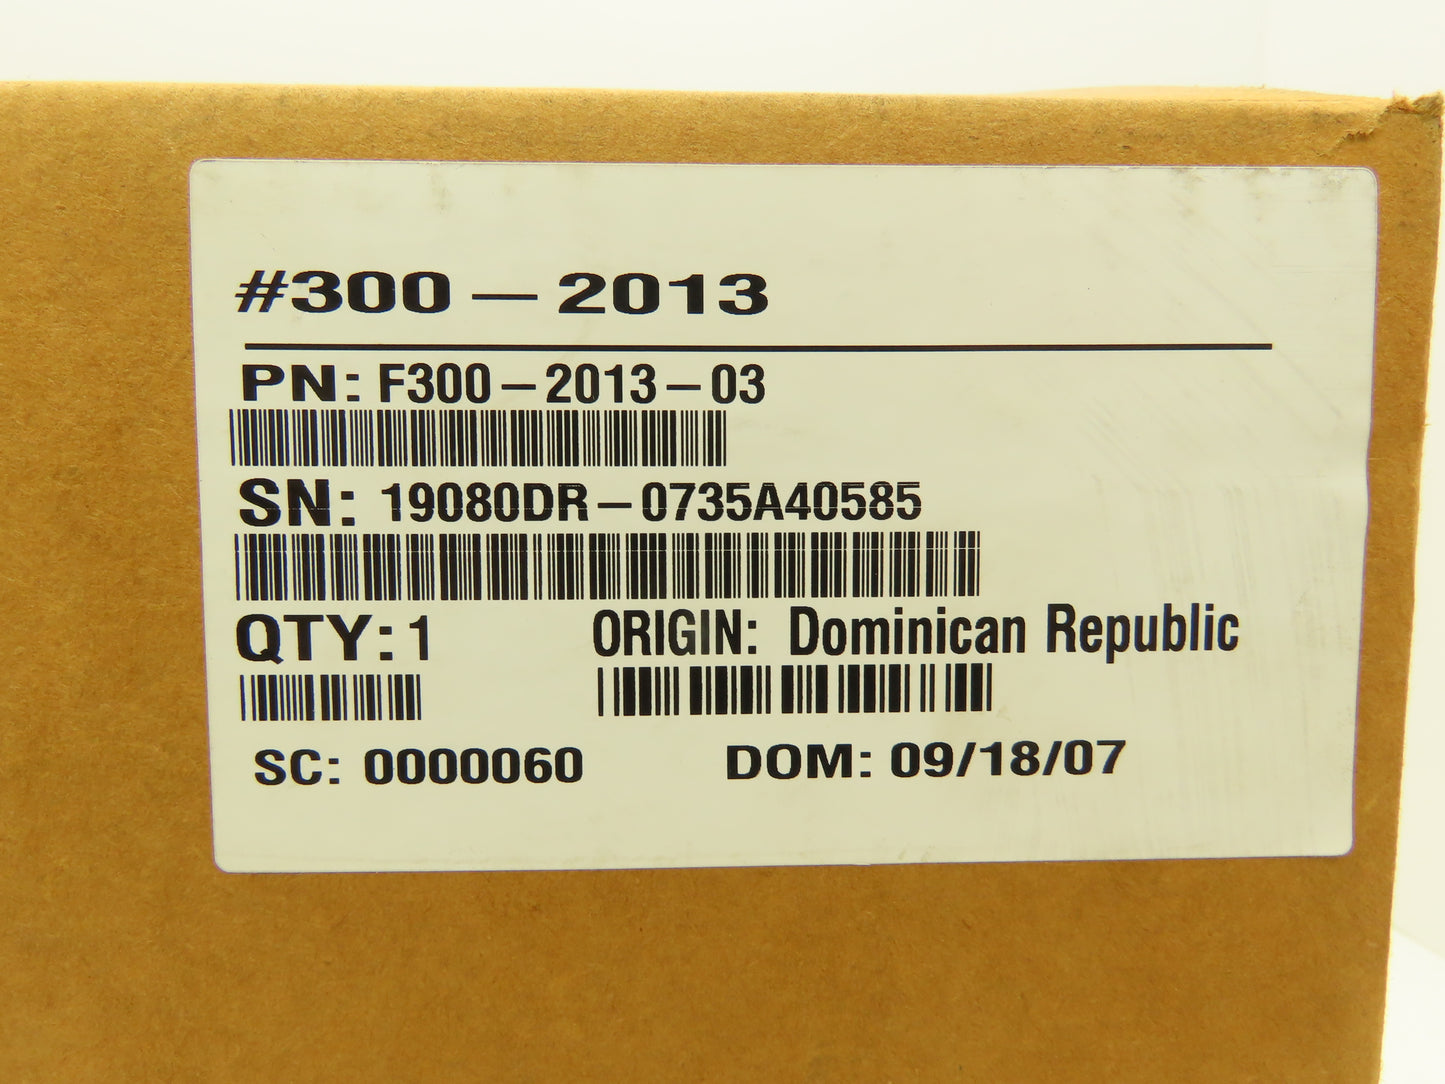 #300 — 2013
PN: F300 – 2013 – 03
SN: 19080DR – 0735A40585
QTY: 1 ORIGIN: Dominican Republic
SC: 0000060 DOM: 09/18/07